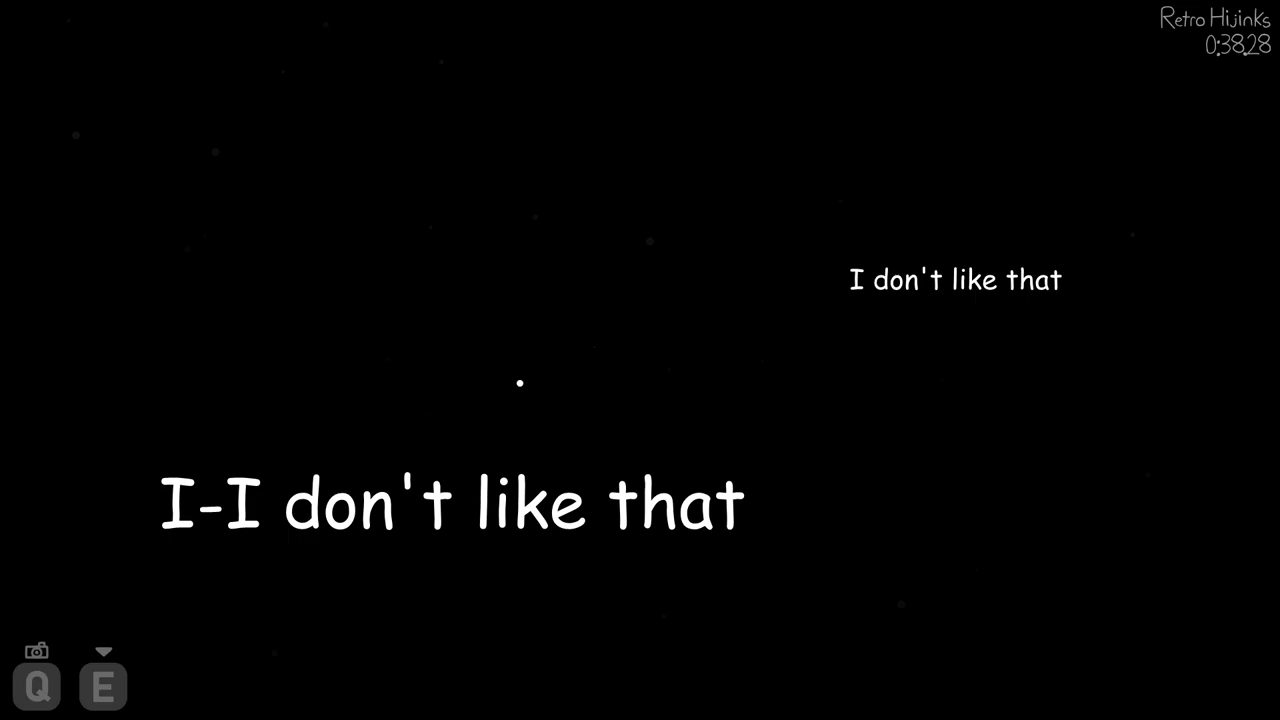 Retro Hijinks
0:38.28
I don't like that
I-I don't like that
Q E